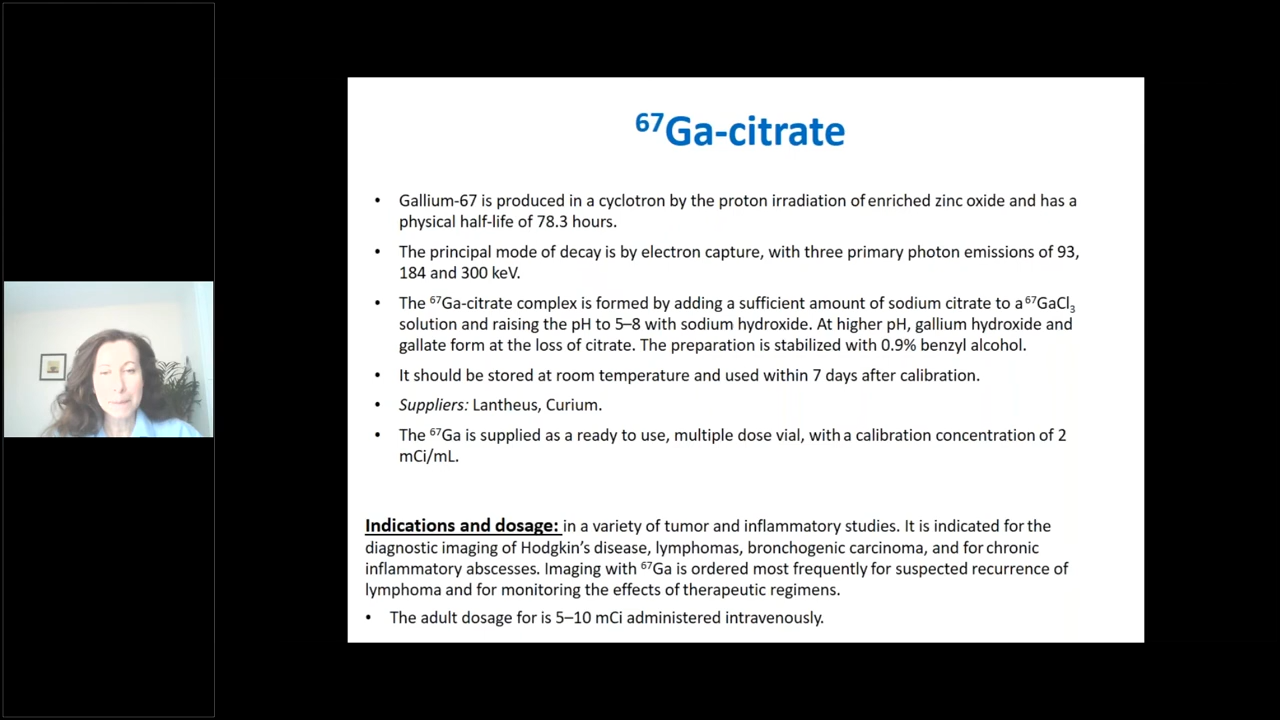 ⁶⁷Ga-citrate
• Gallium-67 is produced in a cyclotron by the proton irradiation of enriched zinc oxide and has a
physical half-life of 78.3 hours.
• The principal mode of decay is by electron capture, with three primary photon emissions of 93,
184 and 300 keV.
• The ⁶⁷Ga-citrate complex is formed by adding a sufficient amount of sodium citrate to a ⁶⁷GaCl₃
solution and raising the pH to 5–8 with sodium hydroxide. At higher pH, gallium hydroxide and
gallate form at the loss of citrate. The preparation is stabilized with 0.9% benzyl alcohol.
• It should be stored at room temperature and used within 7 days after calibration.
• Suppliers: Lantheus, Curium.
• The ⁶⁷Ga is supplied as a ready to use, multiple dose vial, with a calibration concentration of 2
mCi/mL.
Indications and dosage: in a variety of tumor and inflammatory studies. It is indicated for the
diagnostic imaging of Hodgkin’s disease, lymphomas, bronchogenic carcinoma, and for chronic
inflammatory abscesses. Imaging with ⁶⁷Ga is ordered most frequently for suspected recurrence of
lymphoma and for monitoring the effects of therapeutic regimens.
• The adult dosage for is 5–10 mCi administered intravenously.